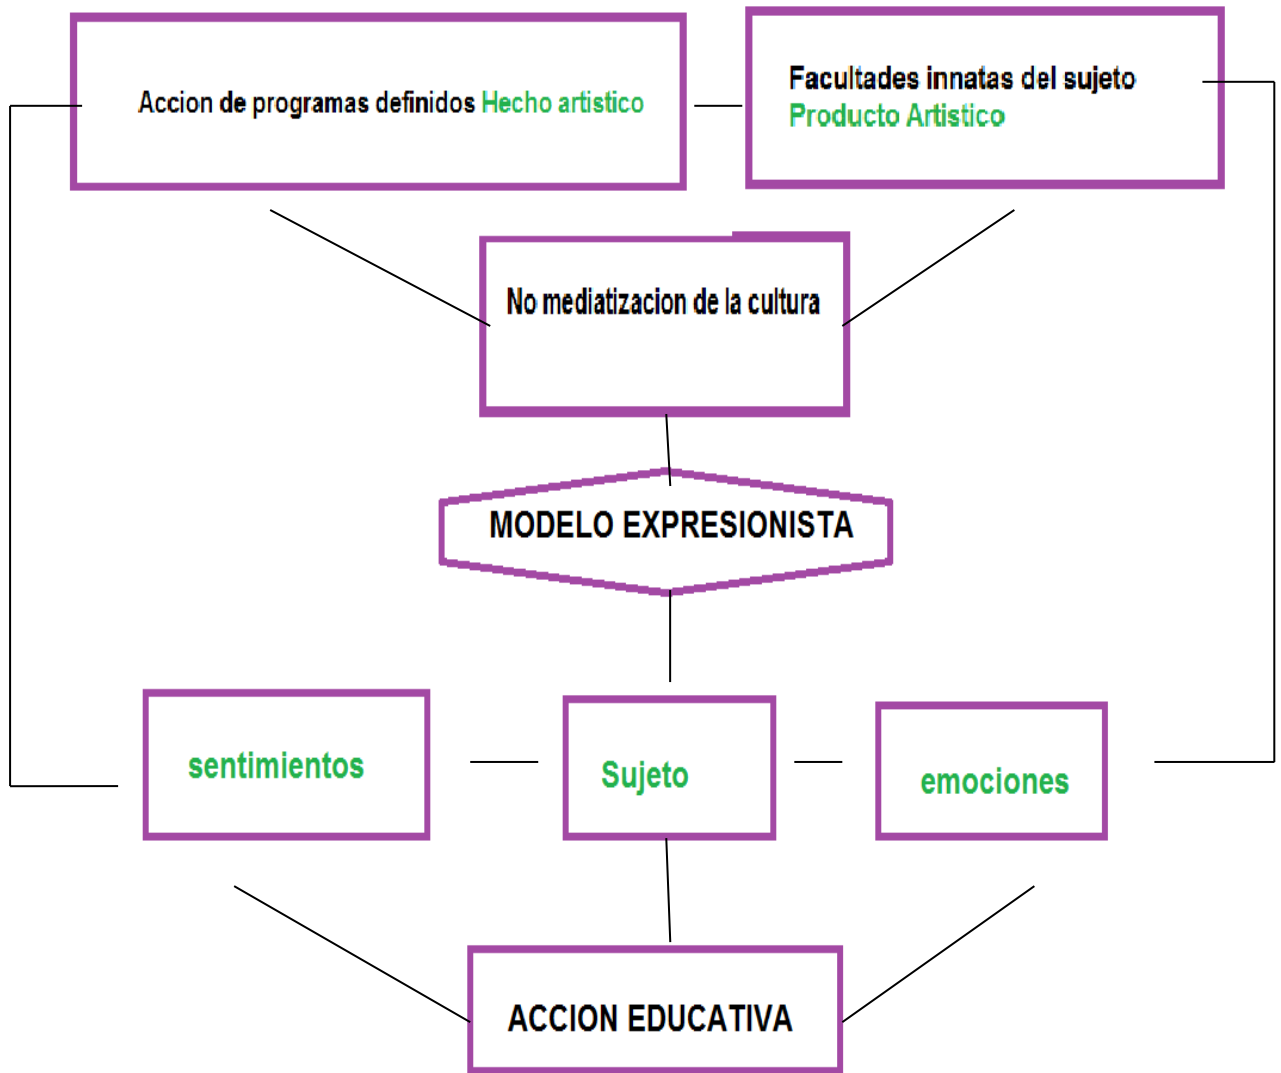 Accion de programas definidos Hecho artistico
Facultades innatas del sujeto
Producto Artistico
No mediatizacion de la cultura
MODELO EXPRESIONISTA
sentimientos
Sujeto
emociones
ACCION EDUCATIVA